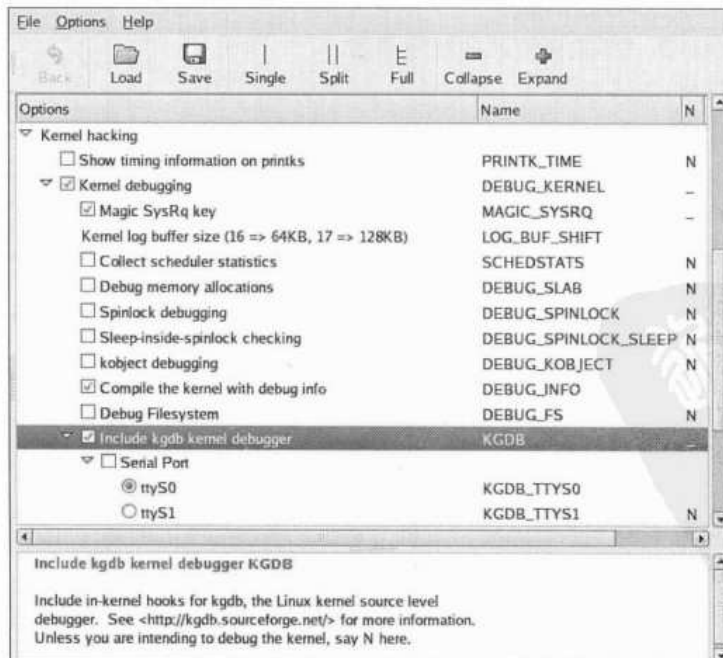 File Options Help
Back Load Save Single Split Full Collapse Expand
Options Name N
Kernel hacking
Show timing information on printks PRINTK_TIME N
Kernel debugging DEBUG_KERNEL _
Magic SysRq key MAGIC_SYSRQ _
Kernel log buffer size (16 => 64KB, 17 => 128KB) LOG_BUF_SHIFT
Collect scheduler statistics SCHEDSTATS N
Debug memory allocations DEBUG_SLAB N
Spinlock debugging DEBUG_SPINLOCK N
Sleep-inside-spinlock checking DEBUG_SPINLOCK_SLEEP N
kobject debugging DEBUG_KOBJECT N
Compile the kernel with debug info DEBUG_INFO
Debug Filesystem DEBUG_FS N
Include kgdb kernel debugger KGDB _
Serial Port
ttyS0 KGDB_TTYS0
ttyS1 KGDB_TTYS1 N
Include kgdb kernel debugger KGDB
Include in-kernel hooks for kgdb, the Linux kernel source level
debugger. See <http://kgdb.sourceforge.net/> for more information.
Unless you are intending to debug the kernel, say N here.